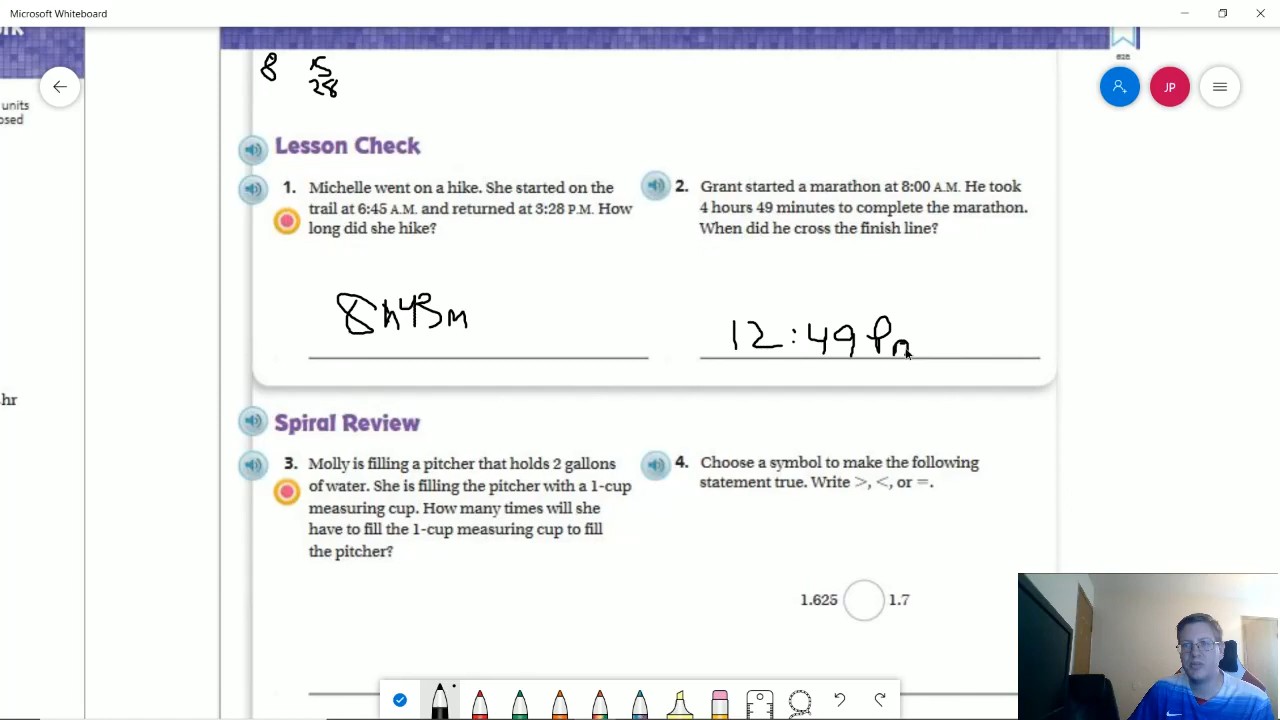 Microsoft Whiteboard
units
8 15
28
JP
Lesson Check
1. Michelle went on a hike. She started on the
trail at 6:45 A.M. and returned at 3:28 P.M. How
long did she hike?
8h43m
2. Grant started a marathon at 8:00 A.M. He took
4 hours 49 minutes to complete the marathon.
When did he cross the finish line?
12:49 Pm
hr
Spiral Review
3. Molly is filling a pitcher that holds 2 gallons
of water. She is filling the pitcher with a 1-cup
measuring cup. How many times will she
have to fill the 1-cup measuring cup to fill
the pitcher?
4. Choose a symbol to make the following
statement true. Write >, <, or =.
1.625 1.7